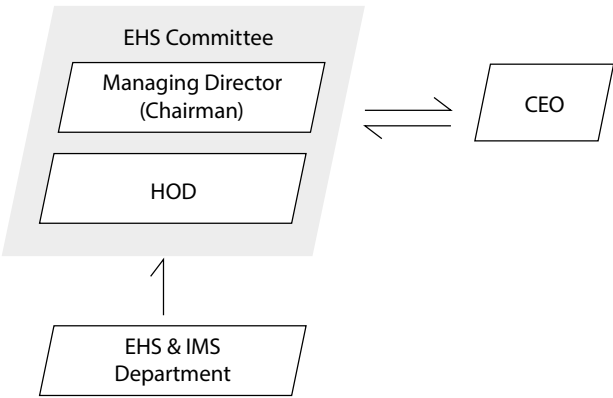 EHS Committee
Managing Director
(Chairman)
CEO
HOD
EHS & IMS
Department